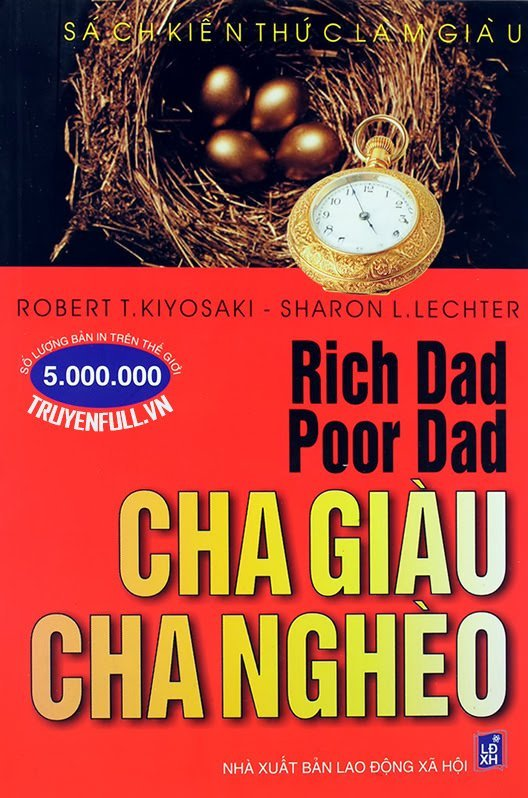 SÁCH KIẾN THỨC LÀM GIÀU
ROBERT T.KIYOSAKI - SHARON L.LECHTER
SỐ LƯỢNG BẢN IN TRÊN THẾ GIỚI
5.000.000
TRUYENFULL.VN
Rich Dad
Poor Dad
CHA GIÀU
CHA NGHÈO
NHÀ XUẤT BẢN LAO ĐỘNG XÃ HỘI
LĐ
XH